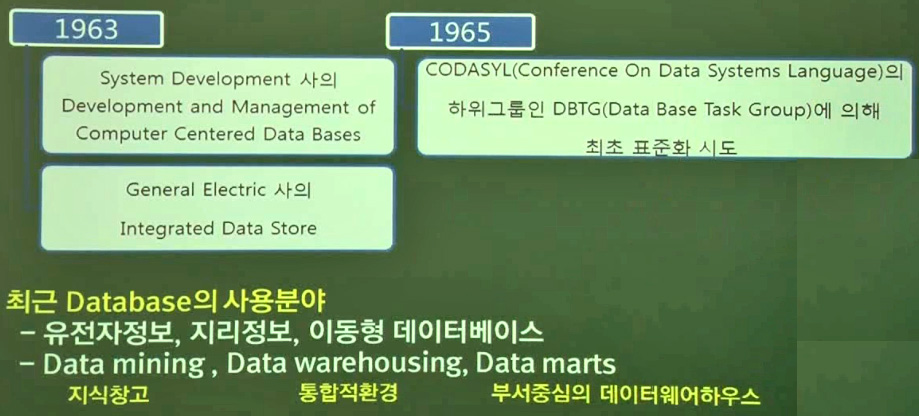 1963
System Development 사의
Development and Management of
Computer Centered Data Bases
General Electric 사의
Integrated Data Store
1965
CODASYL(Conference On Data Systems Language)의
하위그룹인 DBTG(Data Base Task Group)에 의해
최초 표준화 시도
최근 Database의 사용분야
– 유전자정보, 지리정보, 이동형 데이터베이스
– Data mining , Data warehousing, Data marts
지식창고 통합적환경 부서중심의 데이터웨어하우스